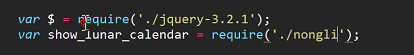 var $ = require('./jquery-3.2.1');
var show_lunar_calendar = require('./nongli');